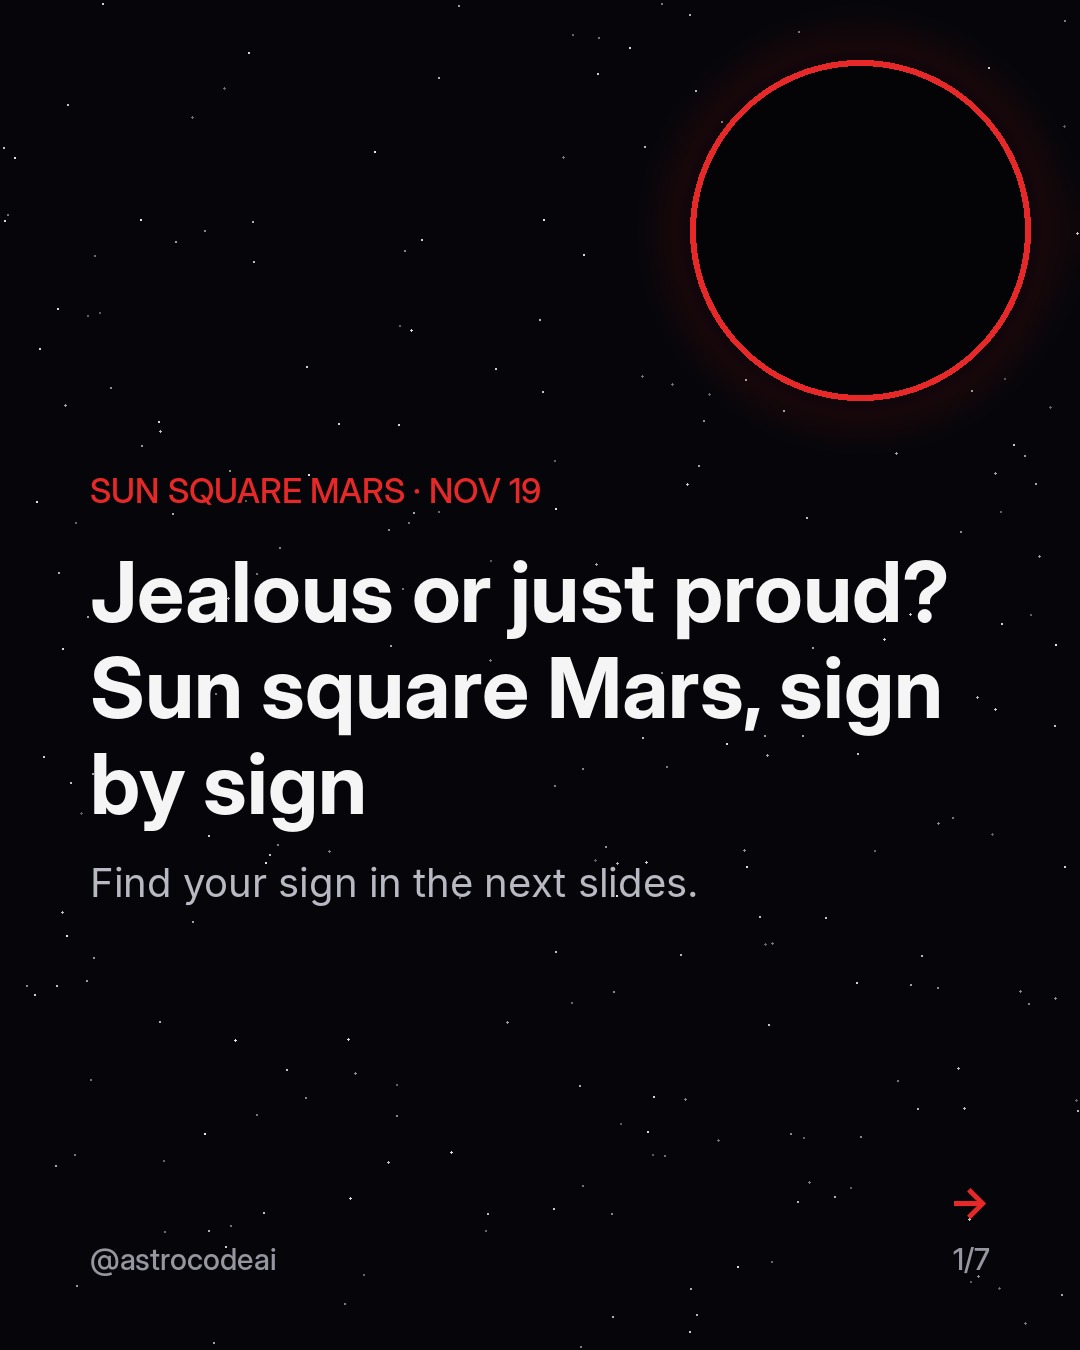 SUN SQUARE MARS · NOV 19
Jealous or just proud?
Sun square Mars, sign
by sign
Find your sign in the next slides.
→
@astrocodeai
1/7